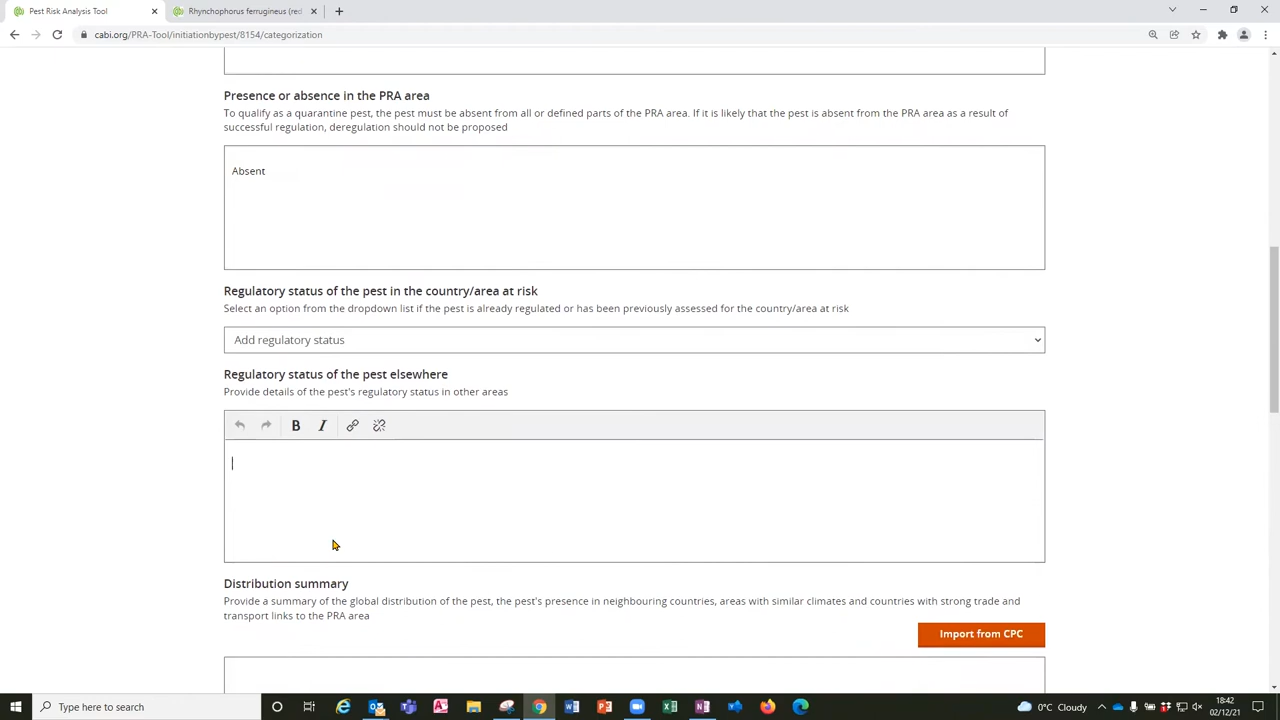 Pest Risk Analysis Tool
Rhynchophorus ferrugineus (red
cabi.org/PRA-Tool/initiationbypest/8154/categorization
Presence or absence in the PRA area
To qualify as a quarantine pest, the pest must be absent from all or defined parts of the PRA area. If it is likely that the pest is absent from the PRA area as a result of
successful regulation, deregulation should not be proposed
Absent
Regulatory status of the pest in the country/area at risk
Select an option from the dropdown list if the pest is already regulated or has been previously assessed for the country/area at risk
Add regulatory status
Regulatory status of the pest elsewhere
Provide details of the pest's regulatory status in other areas
B I
Distribution summary
Provide a summary of the global distribution of the pest, the pest's presence in neighbouring countries, areas with similar climates and countries with strong trade and
transport links to the PRA area
Import from CPC
Type here to search
0°C Cloudy
18:42
02/12/21